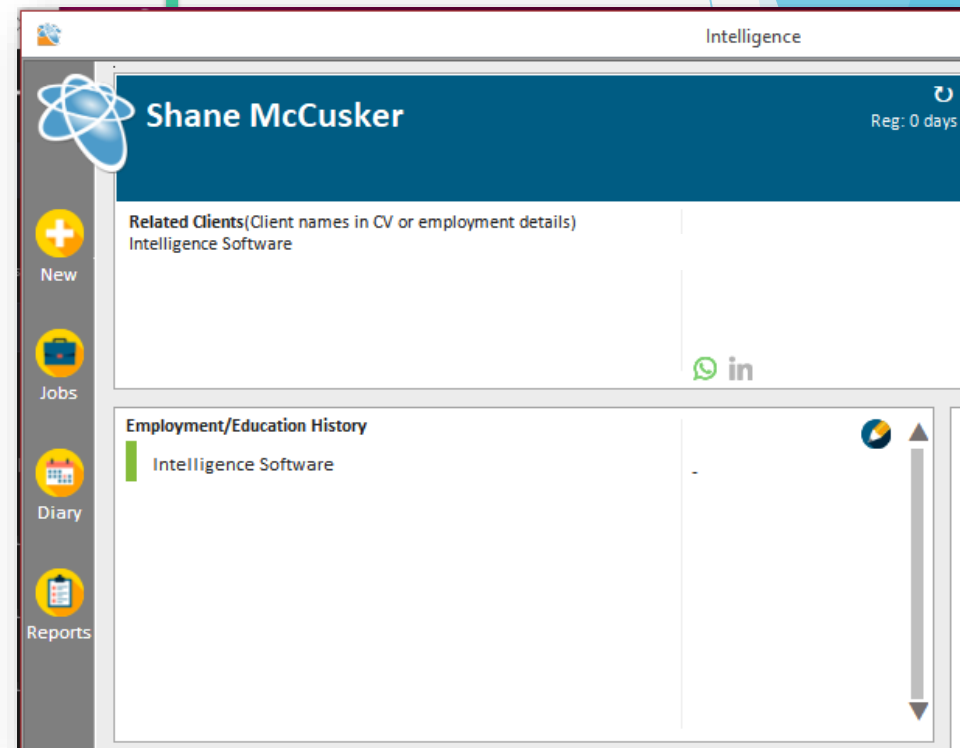 Intelligence
Shane McCusker
Reg: 0 days
Related Clients(Client names in CV or employment details)
Intelligence Software
New
in
Jobs
Employment/Education History
Intelligence Software
-
Diary
Reports